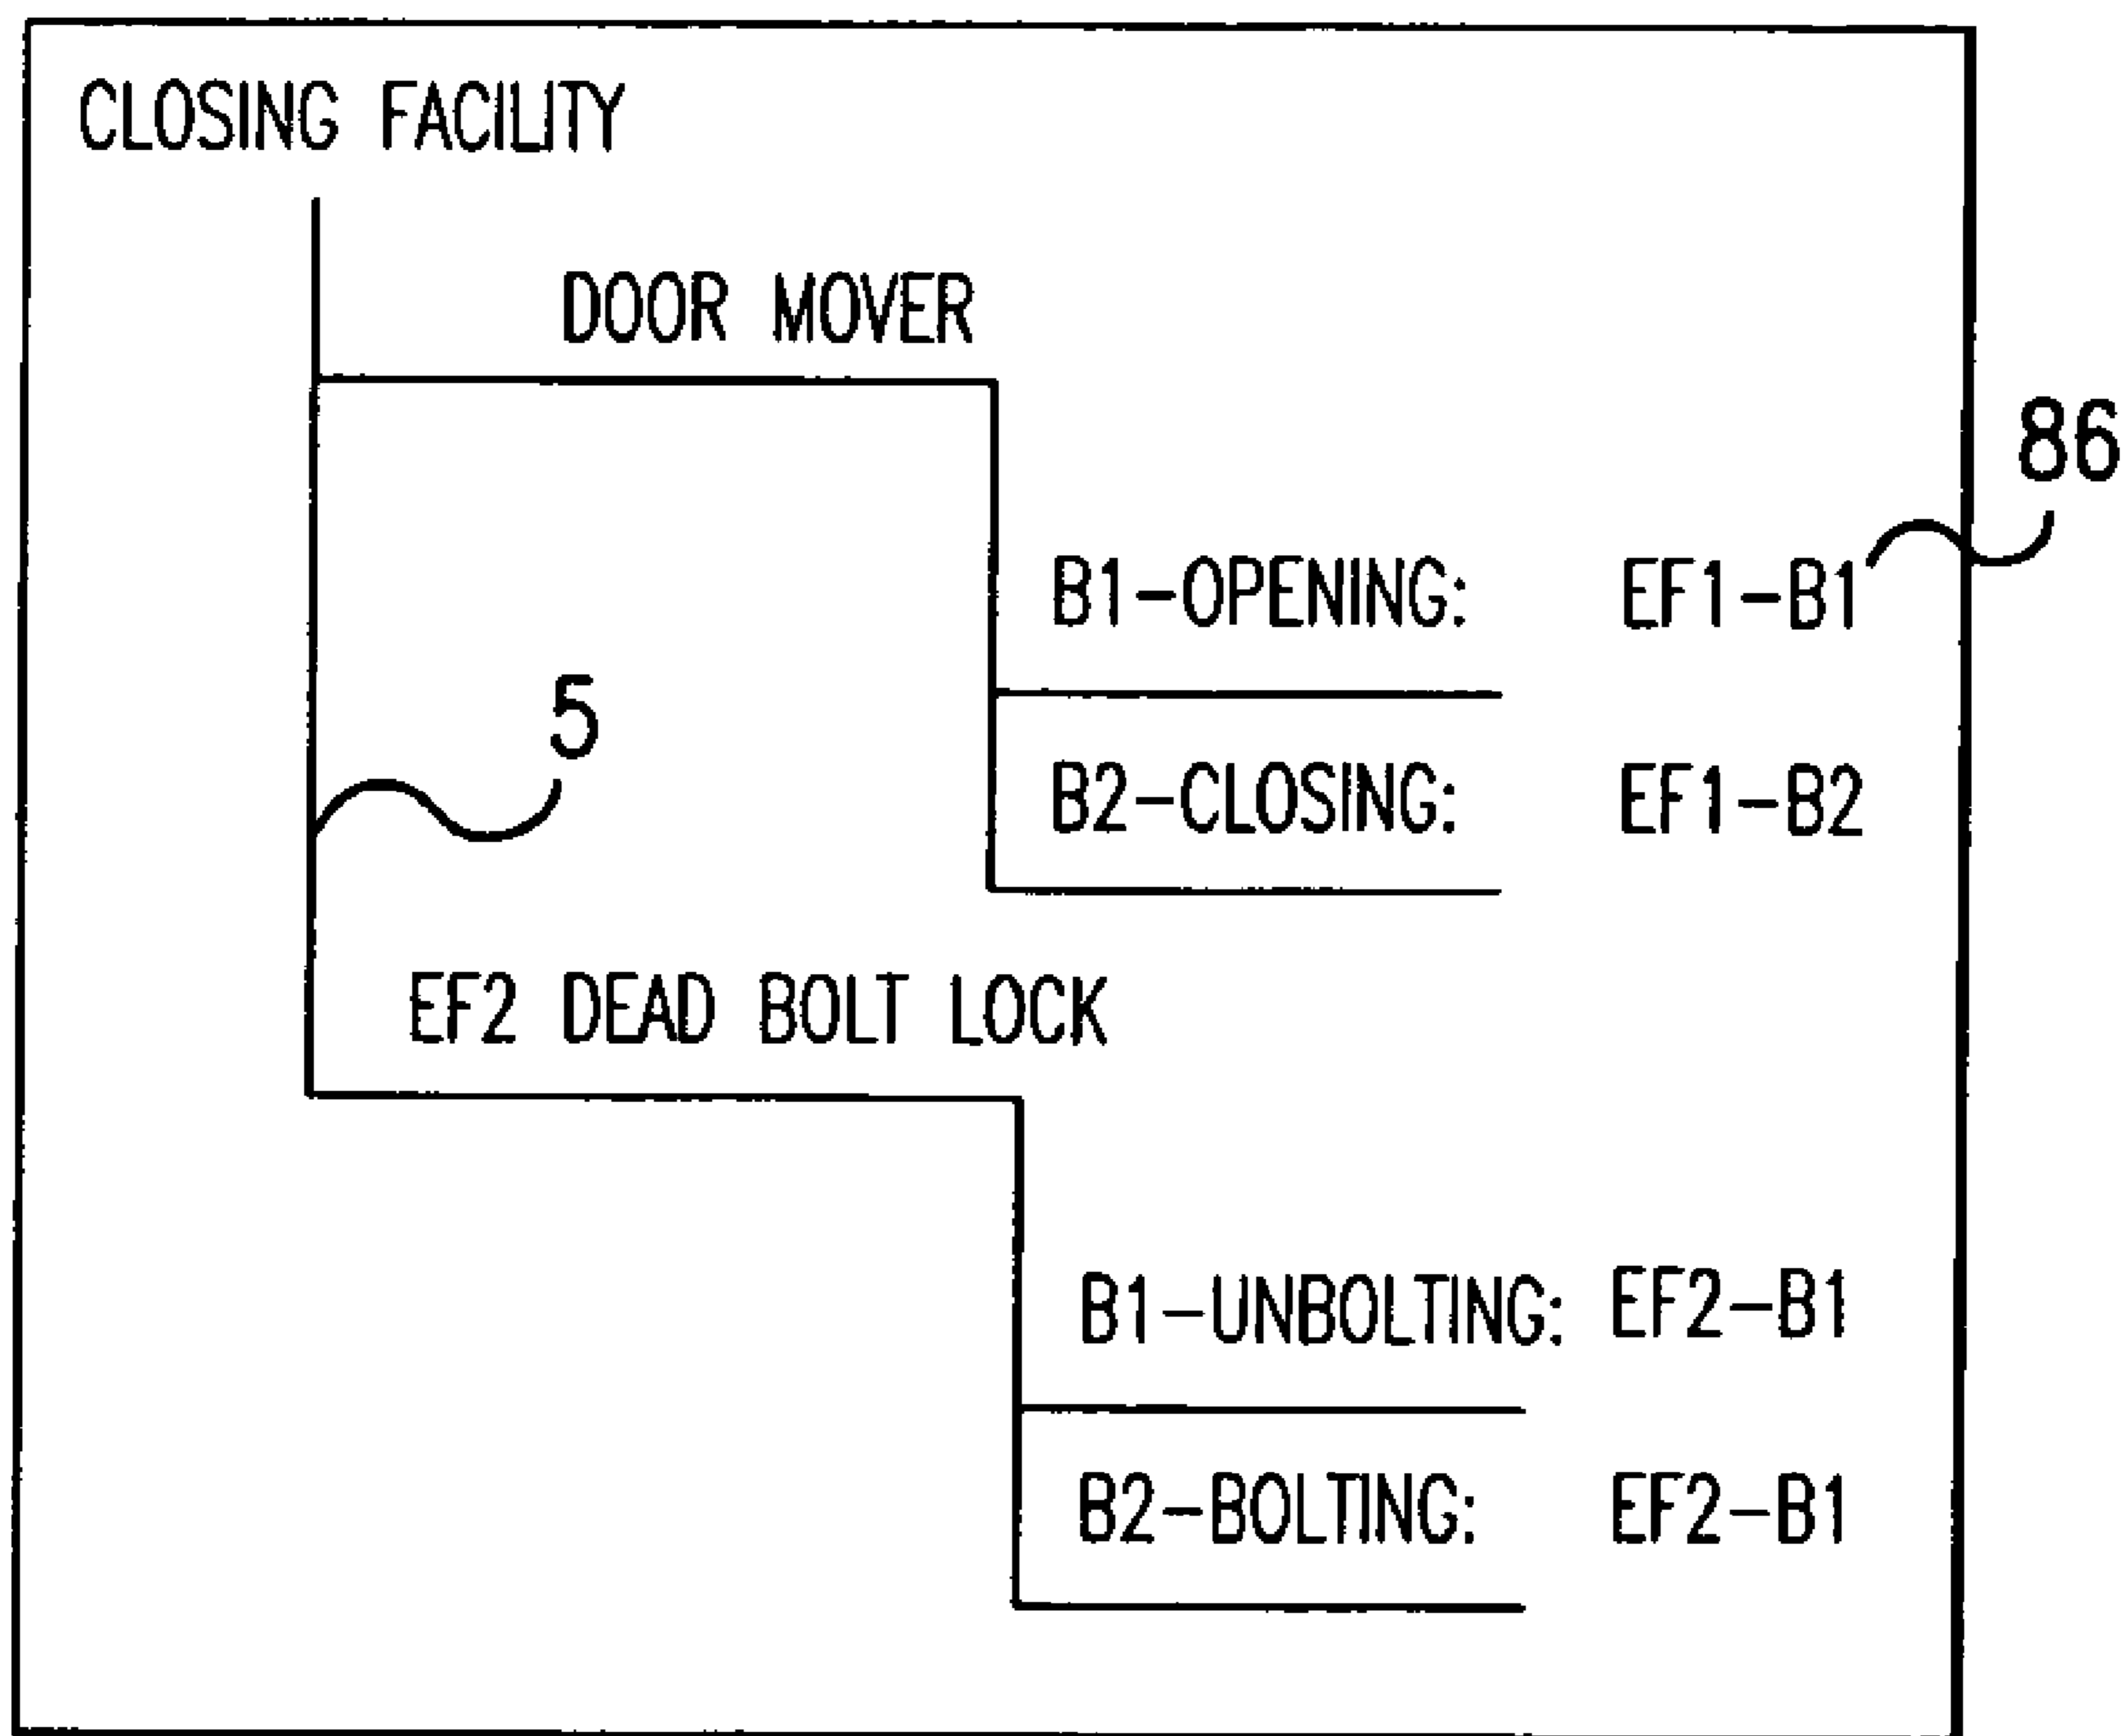 CLOSING FACILITY
DOOR MOVER
86
B1-OPENING: EF1-B1
5
B2-CLOSING: EF1-B2
EF2 DEAD BOLT LOCK
B1-UNBOLTING: EF2-B1
B2-BOLTING: EF2-B1